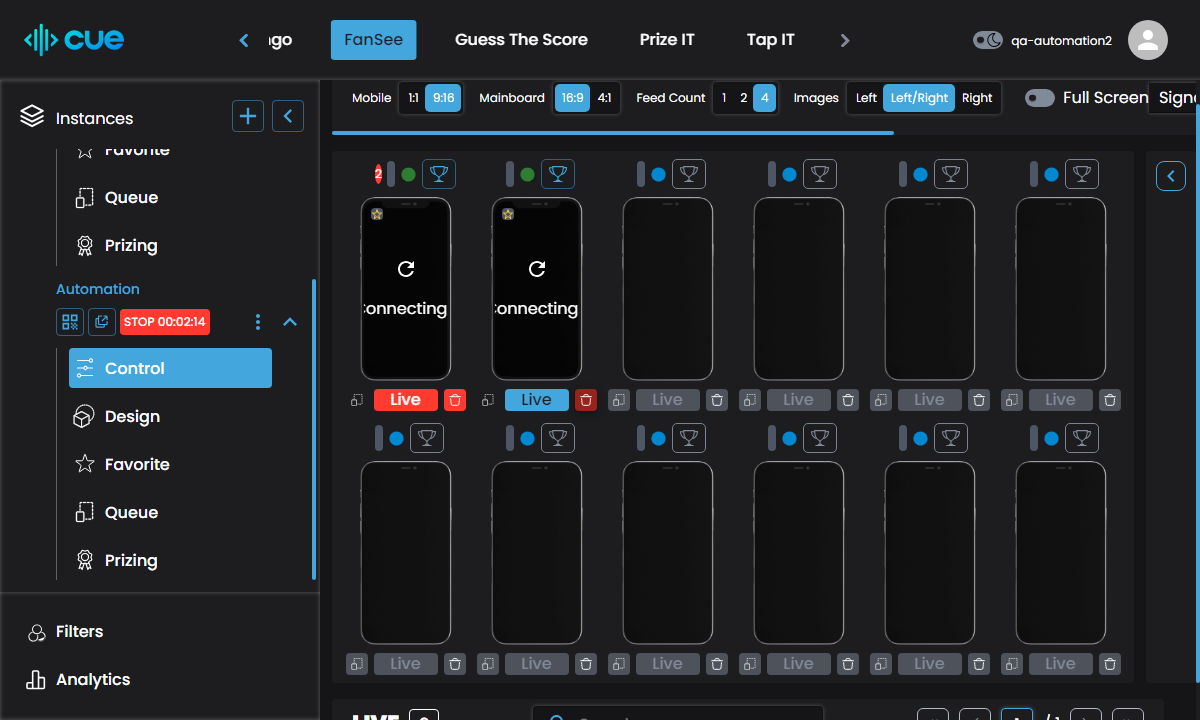 cue
FanSee
Guess The Score
Prize IT
Tap IT
qa-automation2
Instances
Favorite
Queue
Prizing
Automation
STOP 00:02:14
Control
Design
Favorite
Queue
Prizing
Filters
Analytics
Mobile 1:1 9:16 Mainboard 16:9 4:1 Feed Count 1 2 4 Images Left Left/Right Right Full Screen
2
Connecting Connecting
Live Live Live Live Live Live
Live Live Live Live Live Live
LIVE